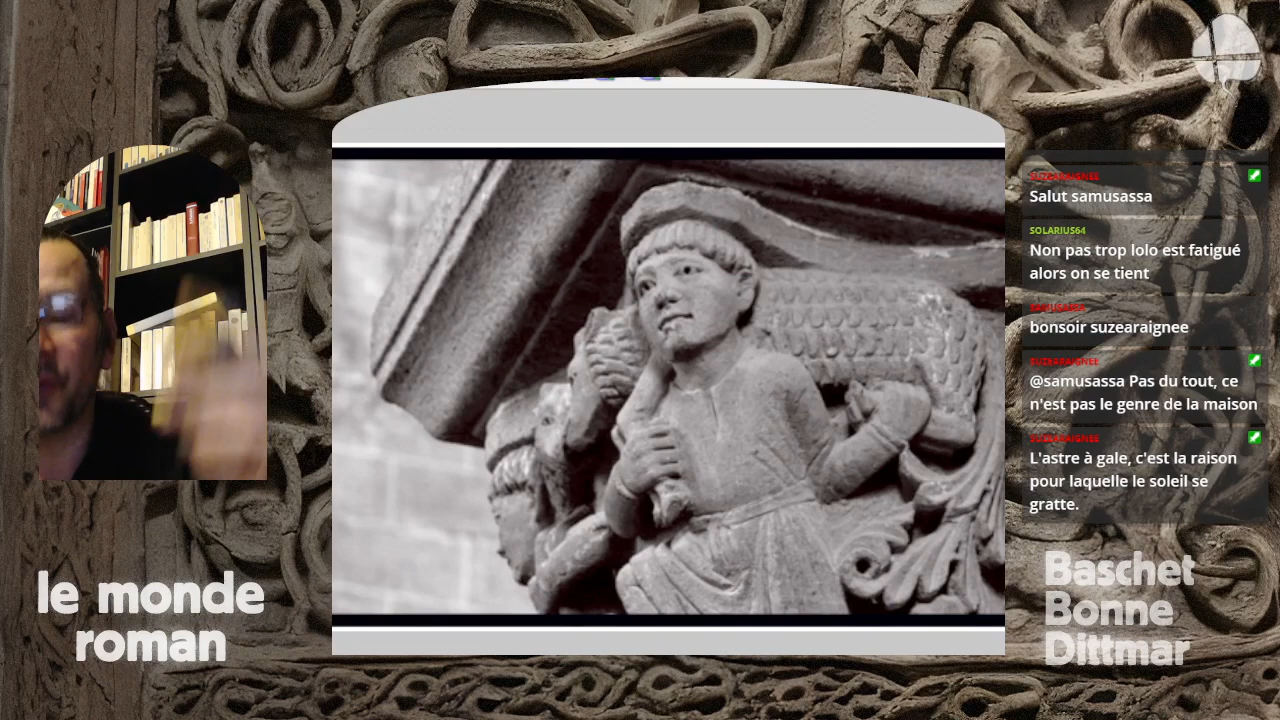 le monde
roman
SUZEARAIGNEE
Salut samusassa
SOLARIUS64
Non pas trop lolo est fatigué
alors on se tient
SAMUSASSA
bonsoir suzearaignee
SUZEARAIGNEE
@samusassa Pas du tout, ce
n'est pas le genre de la maison
SUZEARAIGNEE
L'astre à gale, c'est la raison
pour laquelle le soleil se
gratte.
Baschet
Bonne
Dittmar